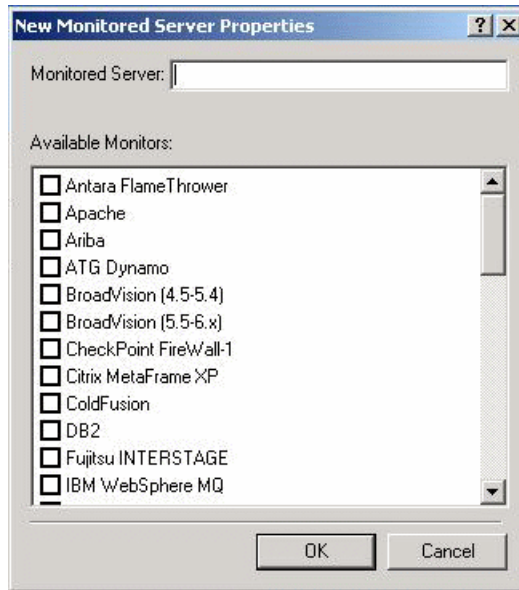 New Monitored Server Properties
Monitored Server:
Available Monitors:
Antara FlameThrower
Apache
Ariba
ATG Dynamo
BroadVision (4.5-5.4)
BroadVision (5.5-6.x)
CheckPoint FireWall-1
Citrix MetaFrame XP
ColdFusion
DB2
Fujitsu INTERSTAGE
IBM WebSphere MQ
OK Cancel